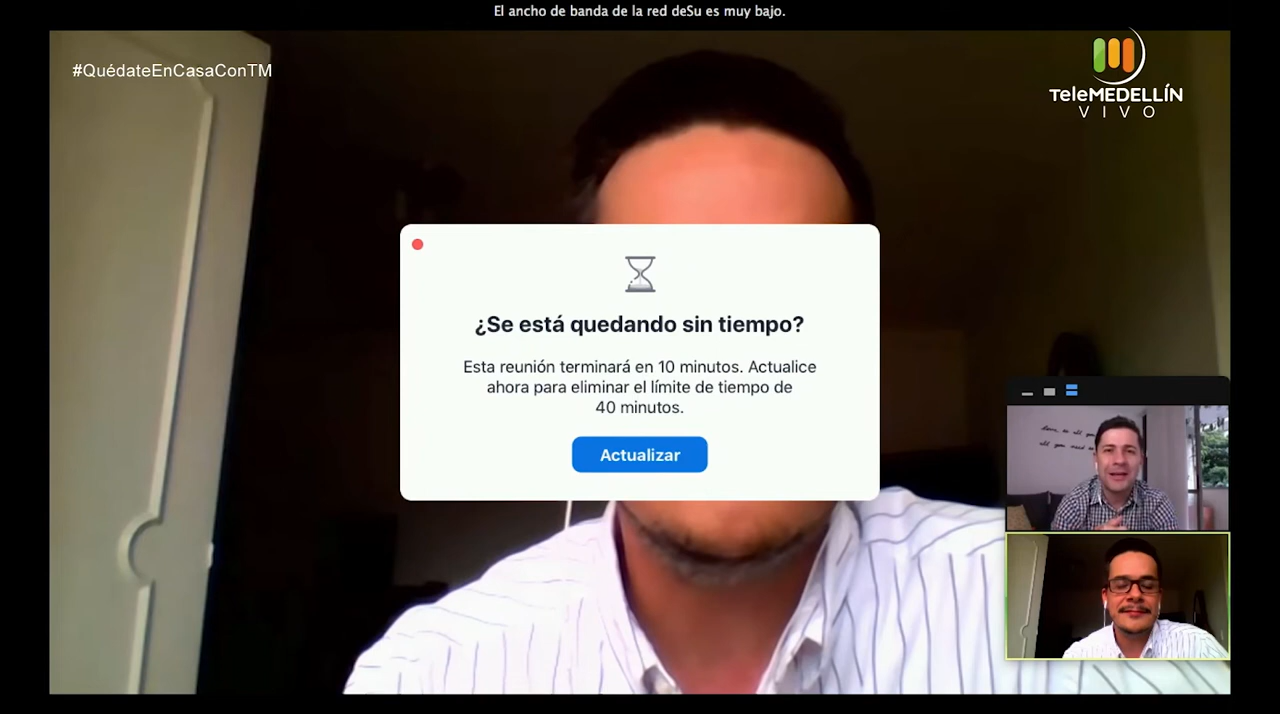 El ancho de banda de la red deSu es muy bajo.
#QuédateEnCasaConTM
TeleMEDELLÍN
VIVO
¿Se está quedando sin tiempo?
Esta reunión terminará en 10 minutos. Actualice
ahora para eliminar el límite de tiempo de
40 minutos.
Actualizar